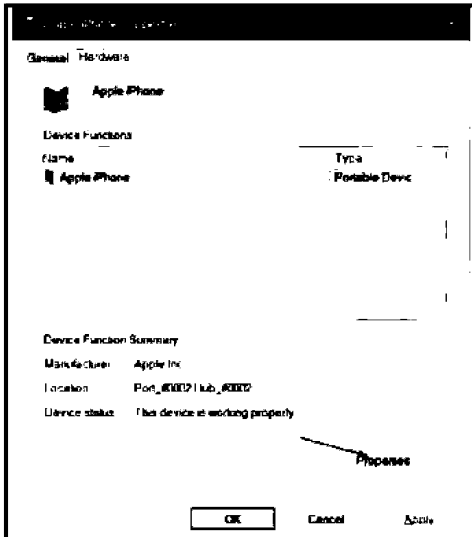 General Hardware
Apple iPhone
Device Functions
Name Type
Apple iPhone Portable Devic
Device Function Summary
Manufacturer Apple Inc
Location Port_#0002 Hub_#0002
Device status This device is working properly
Properties
OK Cancel Apply